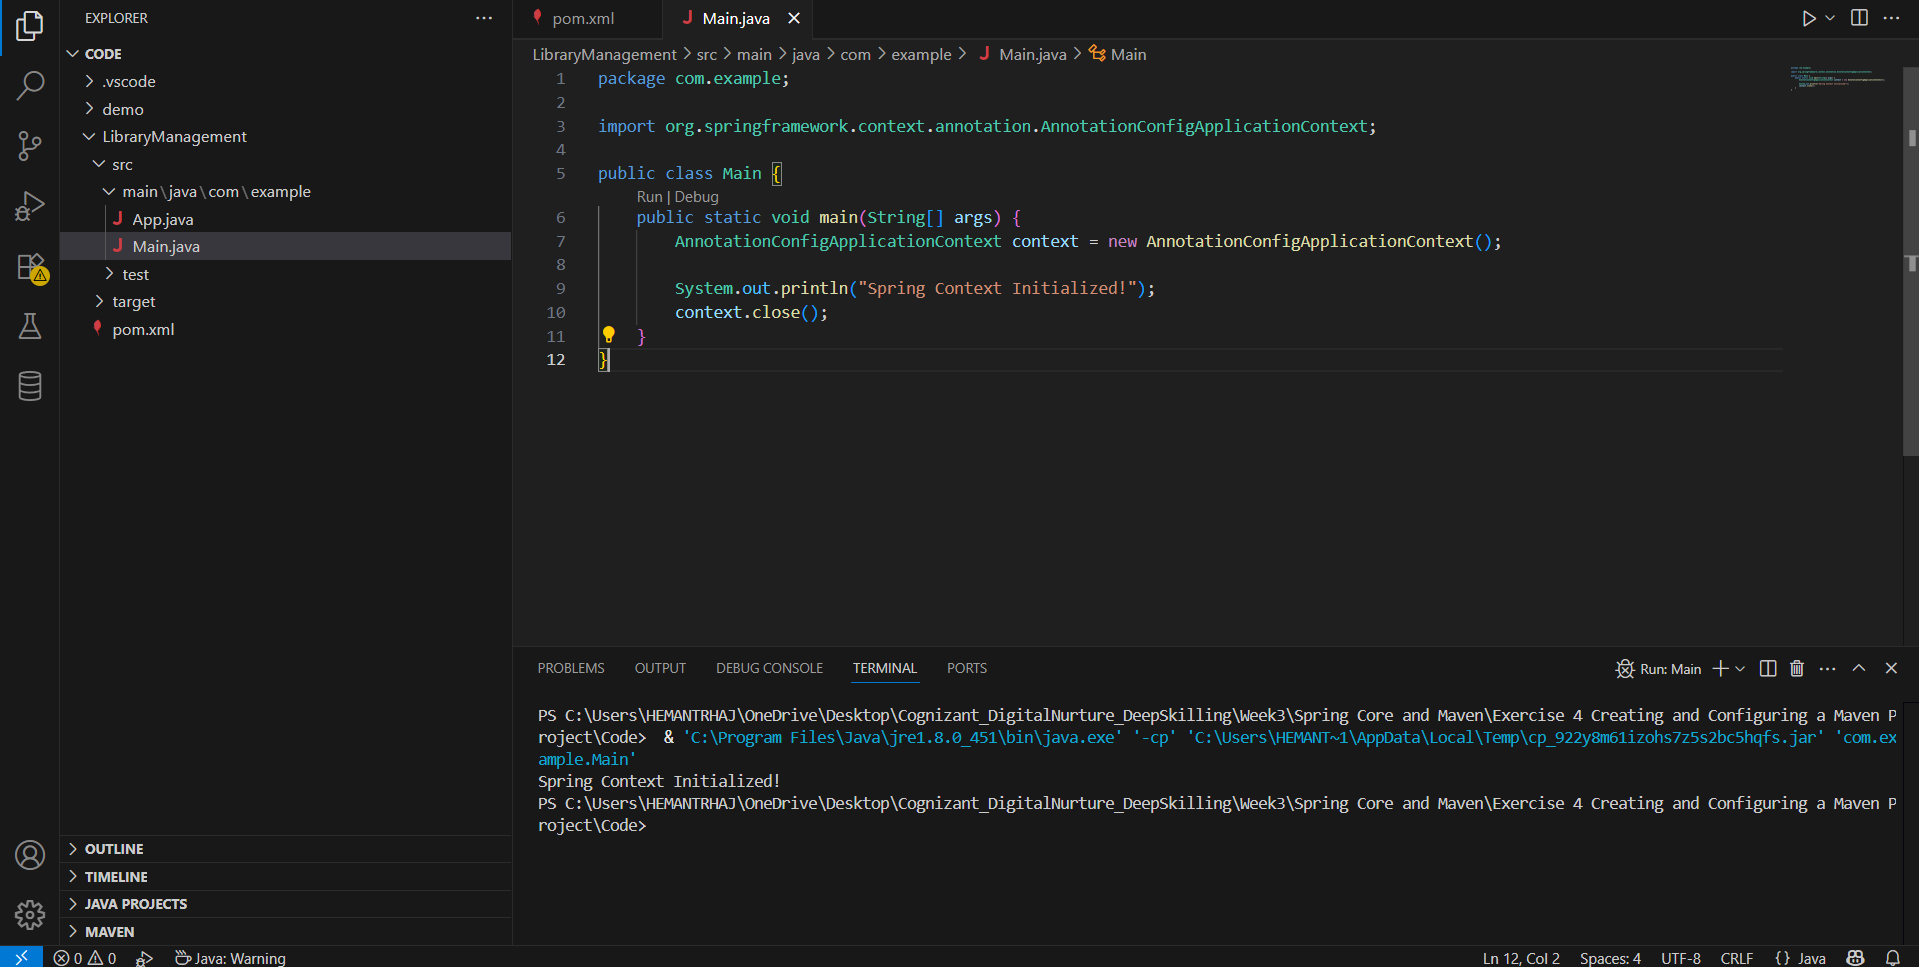 EXPLORER
CODE
.vscode
demo
LibraryManagement
src
main\java\com\example
App.java
Main.java
test
target
pom.xml
OUTLINE
TIMELINE
JAVA PROJECTS
MAVEN
pom.xml
Main.java
LibraryManagement > src > main > java > com > example > Main.java > Main
1 package com.example;
2
3 import org.springframework.context.annotation.AnnotationConfigApplicationContext;
4
5 public class Main {
Run | Debug
6 public static void main(String[] args) {
7 AnnotationConfigApplicationContext context = new AnnotationConfigApplicationContext();
8
9 System.out.println("Spring Context Initialized!");
10 context.close();
11 }
12 }
PROBLEMS OUTPUT DEBUG CONSOLE TERMINAL PORTS
Run: Main
PS C:\Users\HEMANTRHAJ\OneDrive\Desktop\Cognizant_DigitalNurture_DeepSkilling\Week3\Spring Core and Maven\Exercise 4 Creating and Configuring a Maven P
roject\Code> & 'C:\Program Files\Java\jre1.8.0_451\bin\java.exe' '-cp' 'C:\Users\HEMANT~1\AppData\Local\Temp\cp_922y8m61izohs7z5s2bc5hqfs.jar' 'com.ex
ample.Main'
Spring Context Initialized!
PS C:\Users\HEMANTRHAJ\OneDrive\Desktop\Cognizant_DigitalNurture_DeepSkilling\Week3\Spring Core and Maven\Exercise 4 Creating and Configuring a Maven P
roject\Code>
0 0 Java: Warning
Ln 12, Col 2 Spaces: 4 UTF-8 CRLF {} Java